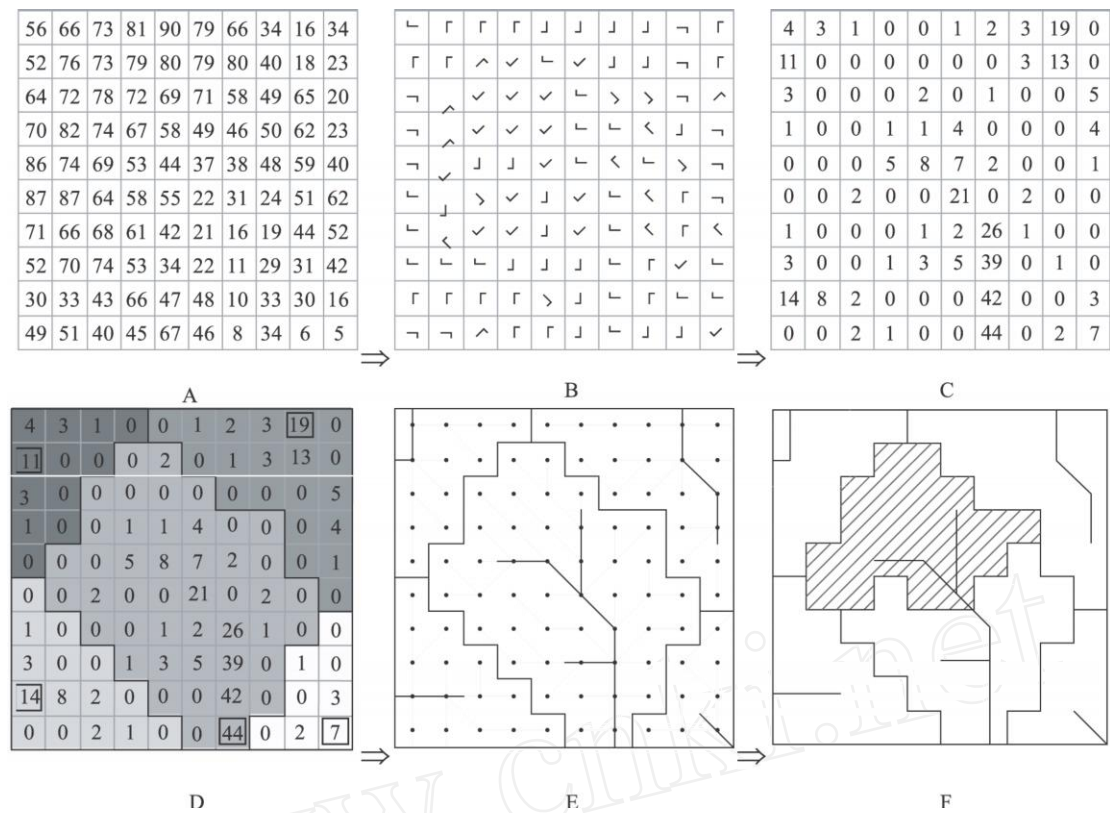 56 66 73 81 90 79 66 34 16 34
52 76 73 79 80 79 80 40 18 23
64 72 78 72 69 71 58 49 65 20
70 82 74 67 58 49 46 50 62 23
86 74 69 53 44 37 38 48 59 40
87 87 64 58 55 22 31 24 51 62
71 66 68 61 42 21 16 19 44 52
52 70 74 53 34 22 11 29 31 42
30 33 43 66 47 48 10 33 30 16
49 51 40 45 67 46 8 34 6 5
A
B
4 3 1 0 0 1 2 3 19 0
11 0 0 0 0 0 0 3 13 0
3 0 0 0 2 0 1 0 0 5
1 0 0 1 1 4 0 0 0 4
0 0 0 5 8 7 2 0 0 1
0 0 2 0 0 21 0 2 0 0
1 0 0 0 1 2 26 1 0 0
3 0 0 1 3 5 39 0 1 0
14 8 2 0 0 0 42 0 0 3
0 0 2 1 0 0 44 0 2 7
C
4 3 1 0 0 1 2 3 19 0
11 0 0 0 2 0 1 3 13 0
3 0 0 0 0 0 0 0 0 5
1 0 0 1 1 4 0 0 0 4
0 0 0 5 8 7 2 0 0 1
0 0 2 0 0 21 0 2 0 0
1 0 0 0 1 2 26 1 0 0
3 0 0 1 3 5 39 0 1 0
14 8 2 0 0 0 42 0 0 3
0 0 2 1 0 0 44 0 2 7
D
E
F
www.cnki.net